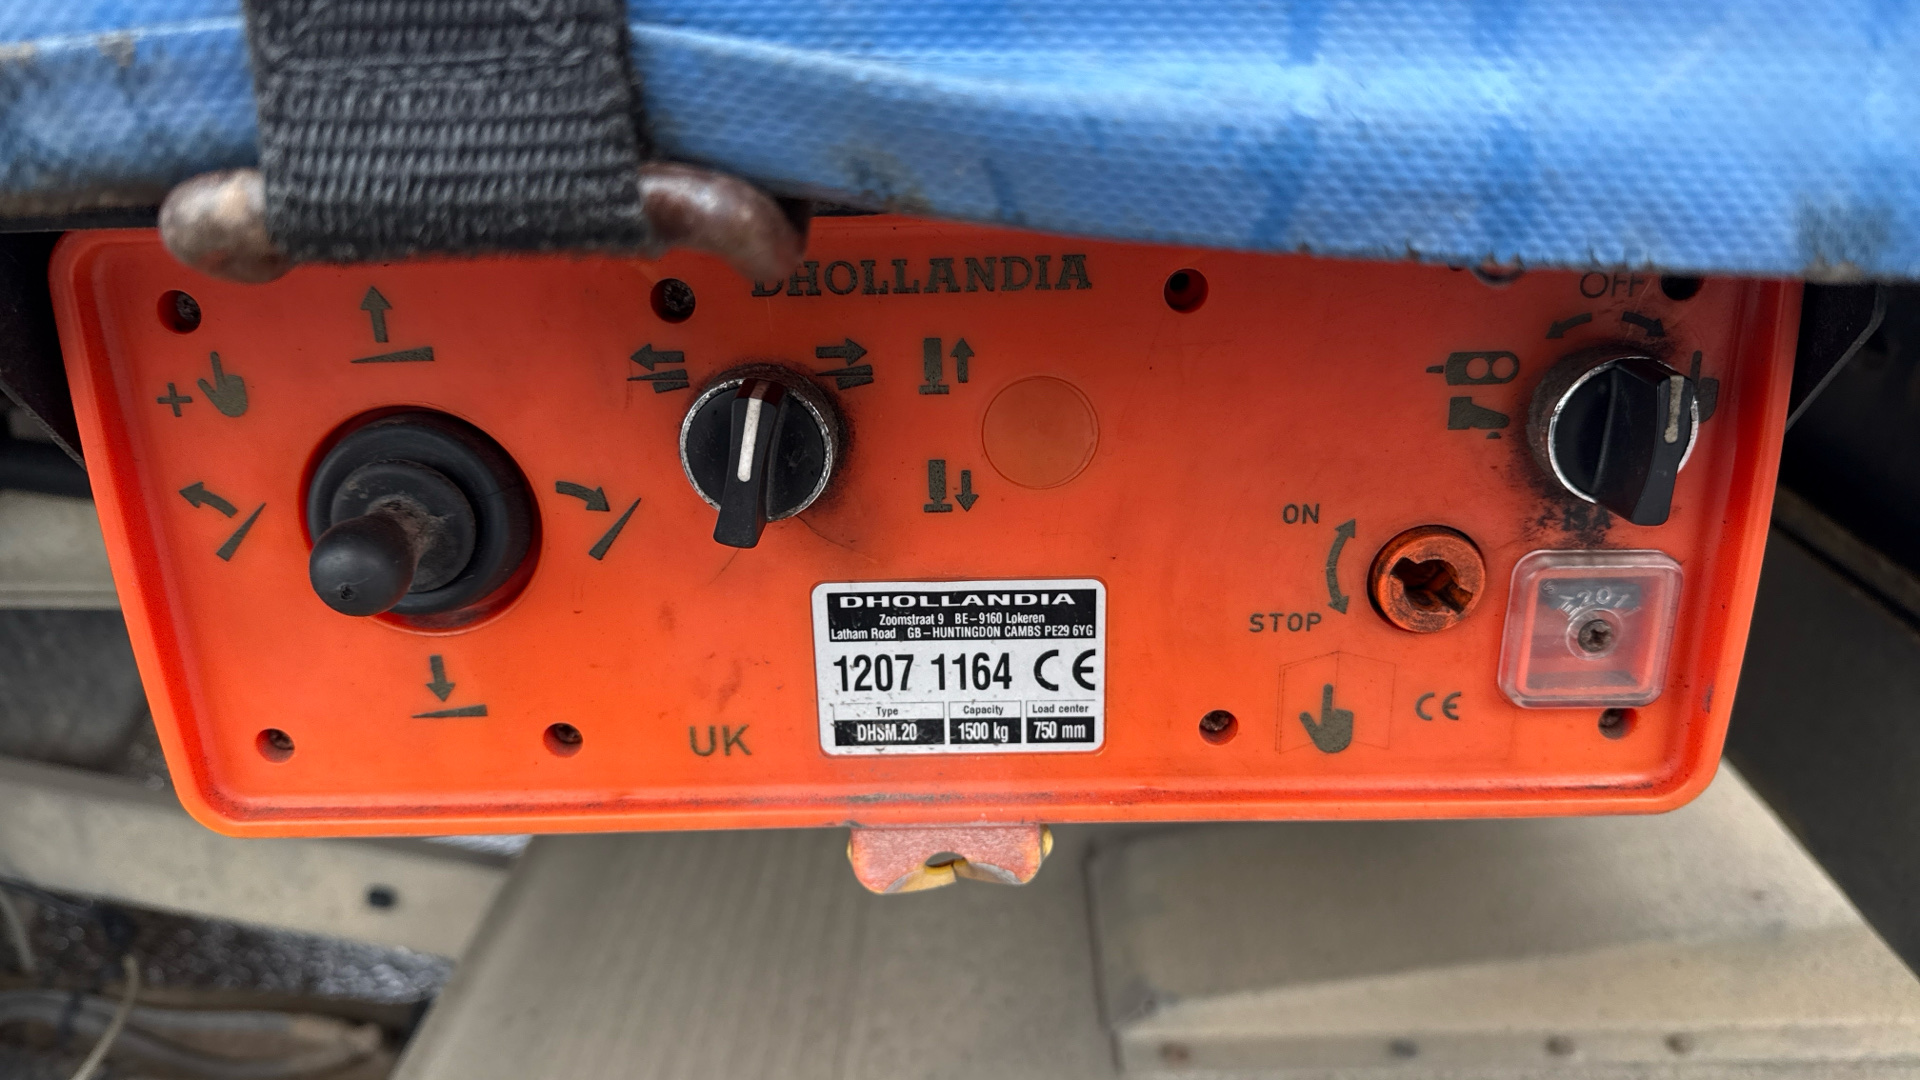 DHOLLANDIA
OFF
ON
STOP
DHOLLANDIA
Zoomstraat 9 BE-9160 Lokeren
Latham Road GB-HUNTINGDON CAMBS PE29 6YG
1207 1164 CE
Type Capacity Load center
DHSM.20 1500 kg 750 mm
UK
CE